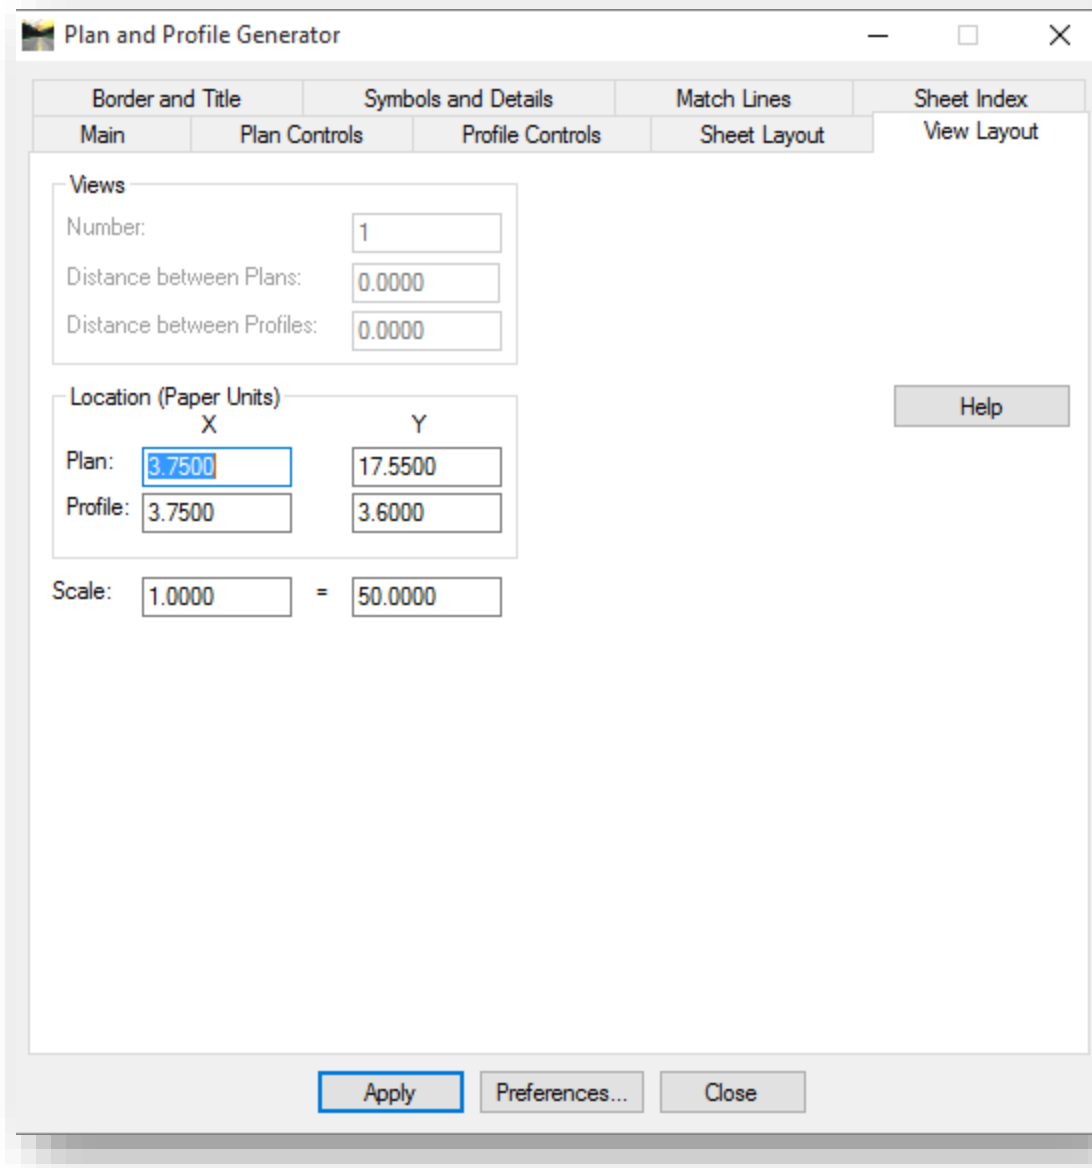 Plan and Profile Generator
Border and Title Symbols and Details Match Lines Sheet Index
Main Plan Controls Profile Controls Sheet Layout View Layout
Views
Number: 1
Distance between Plans: 0.0000
Distance between Profiles: 0.0000
Location (Paper Units)
X Y
Help
Plan: 3.7500 17.5500
Profile: 3.7500 3.6000
Scale: 1.0000 = 50.0000
Apply Preferences... Close